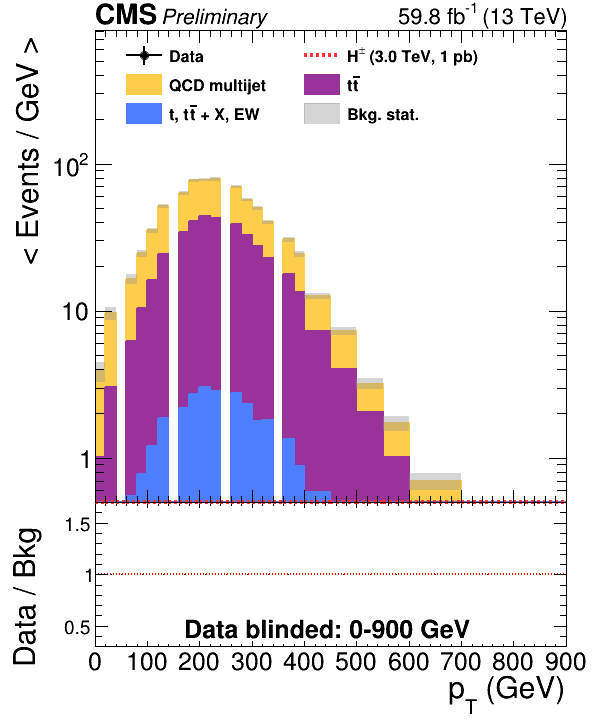 CMS Preliminary 59.8 fb⁻¹ (13 TeV)
< Events / GeV >
Data
H± (3.0 TeV, 1 pb)
QCD multijet
tt̅
t, tt̅ + X, EW
Bkg. stat.
10²
10
1
Data / Bkg
1.5
1
0.5
Data blinded: 0-900 GeV
0 100 200 300 400 500 600 700 800 900
p_T (GeV)